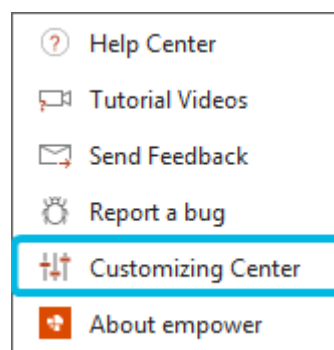 Help Center
Tutorial Videos
Send Feedback
Report a bug
Customizing Center
About empower